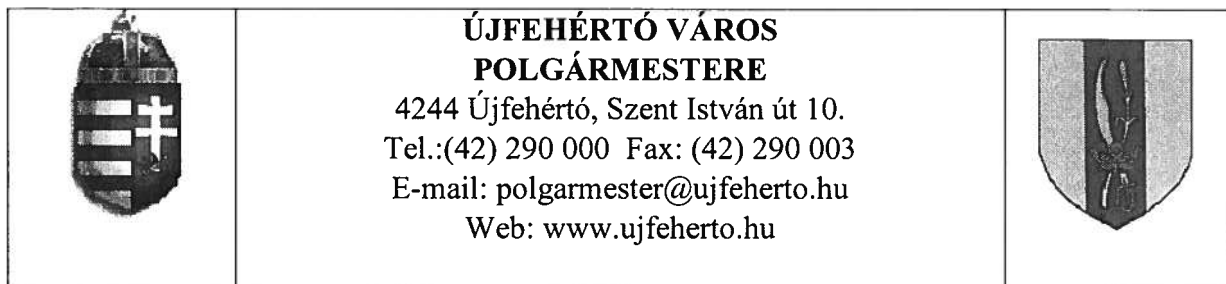 ÚJFEHÉRTÓ VÁROS
POLGÁRMESTERE
4244 Újfehértó, Szent István út 10.
Tel.:(42) 290 000 Fax: (42) 290 003
E-mail: polgarmester@ujfeherto.hu
Web: www.ujfeherto.hu